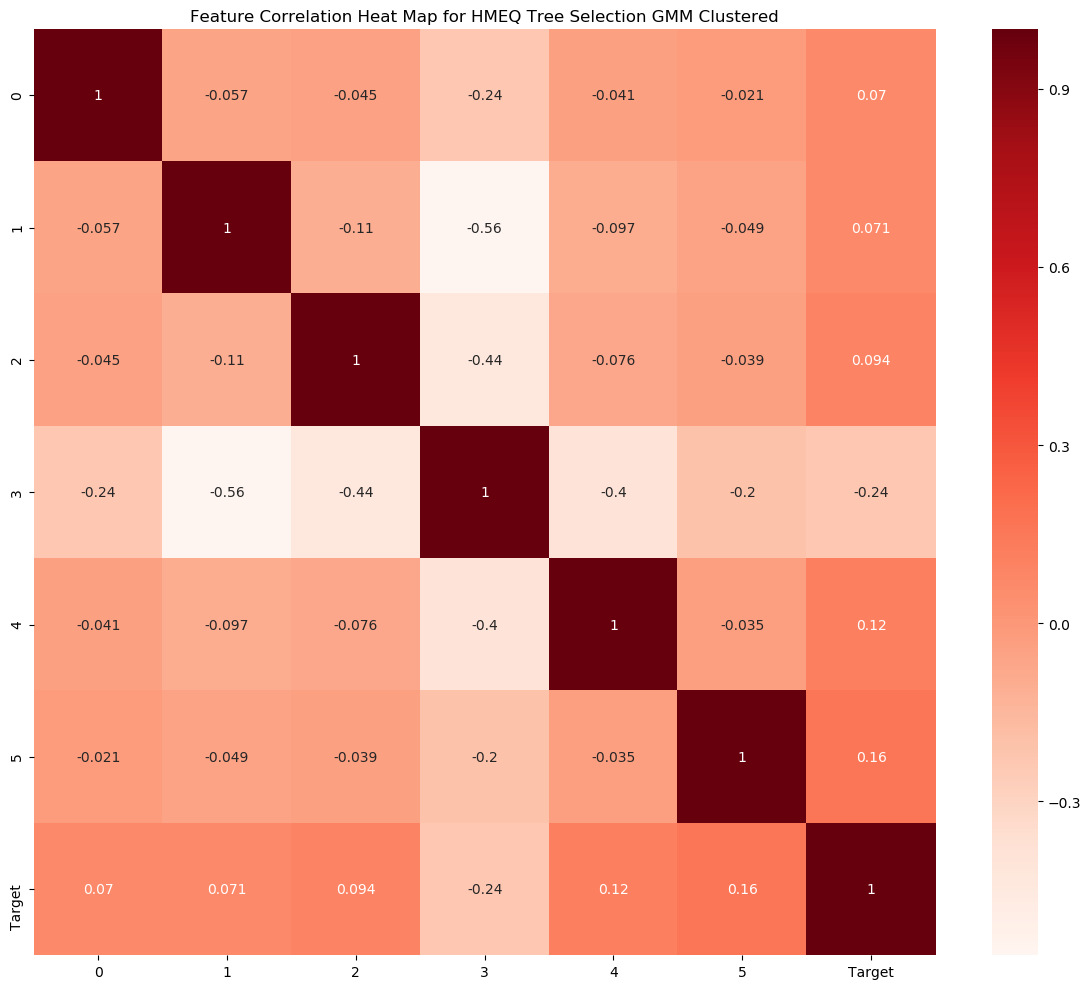 Feature Correlation Heat Map for HMEQ Tree Selection GMM Clustered
0 1 -0.057 -0.045 -0.24 -0.041 -0.021 0.07
1 -0.057 1 -0.11 -0.56 -0.097 -0.049 0.071
2 -0.045 -0.11 1 -0.44 -0.076 -0.039 0.094
3 -0.24 -0.56 -0.44 1 -0.4 -0.2 -0.24
4 -0.041 -0.097 -0.076 -0.4 1 -0.035 0.12
5 -0.021 -0.049 -0.039 -0.2 -0.035 1 0.16
Target 0.07 0.071 0.094 -0.24 0.12 0.16 1
0 1 2 3 4 5 Target
0.9
0.6
0.3
0.0
−0.3